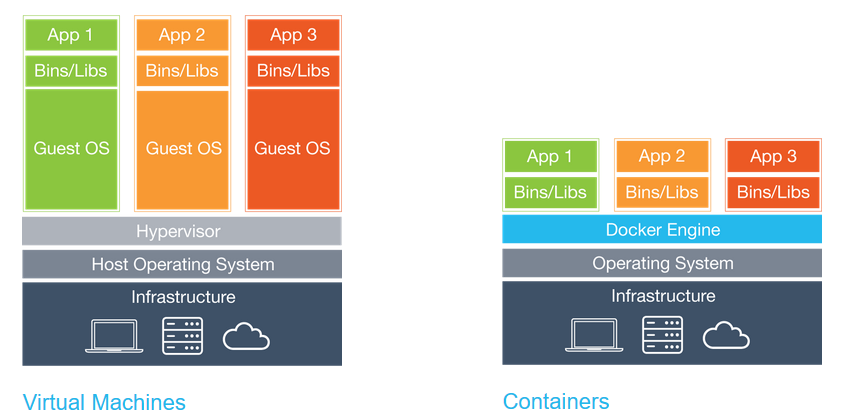 App 1
App 2
App 3
Bins/Libs
Bins/Libs
Bins/Libs
Guest OS
Guest OS
Guest OS
Hypervisor
Host Operating System
Infrastructure
Virtual Machines
App 1
App 2
App 3
Bins/Libs
Bins/Libs
Bins/Libs
Docker Engine
Operating System
Infrastructure
Containers